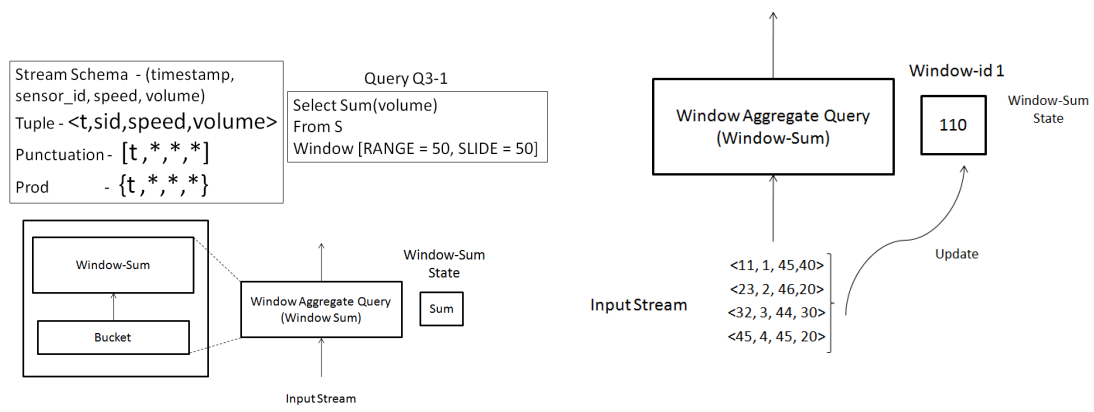 Stream Schema - (timestamp,
sensor_id, speed, volume)
Tuple - <t,sid,speed,volume>
Punctuation - [t ,*,*,*]
Prod - {t ,*,*,*}
Query Q3-1
Select Sum(volume)
From S
Window [RANGE = 50, SLIDE = 50]
Window-Sum
Bucket
Window Aggregate Query
(Window Sum)
Window-Sum
State
Sum
Input Stream
Window Aggregate Query
(Window-Sum)
Window-id 1
110
Window-Sum
State
Update
Input Stream
<11, 1, 45,40>
<23, 2, 46,20>
<32, 3, 44, 30>
<45, 4, 45, 20>